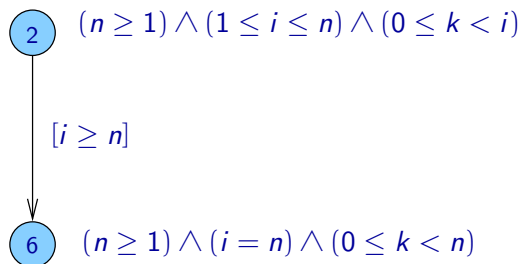 2 (n ≥ 1) ∧ (1 ≤ i ≤ n) ∧ (0 ≤ k < i)
[i ≥ n]
6 (n ≥ 1) ∧ (i = n) ∧ (0 ≤ k < n)